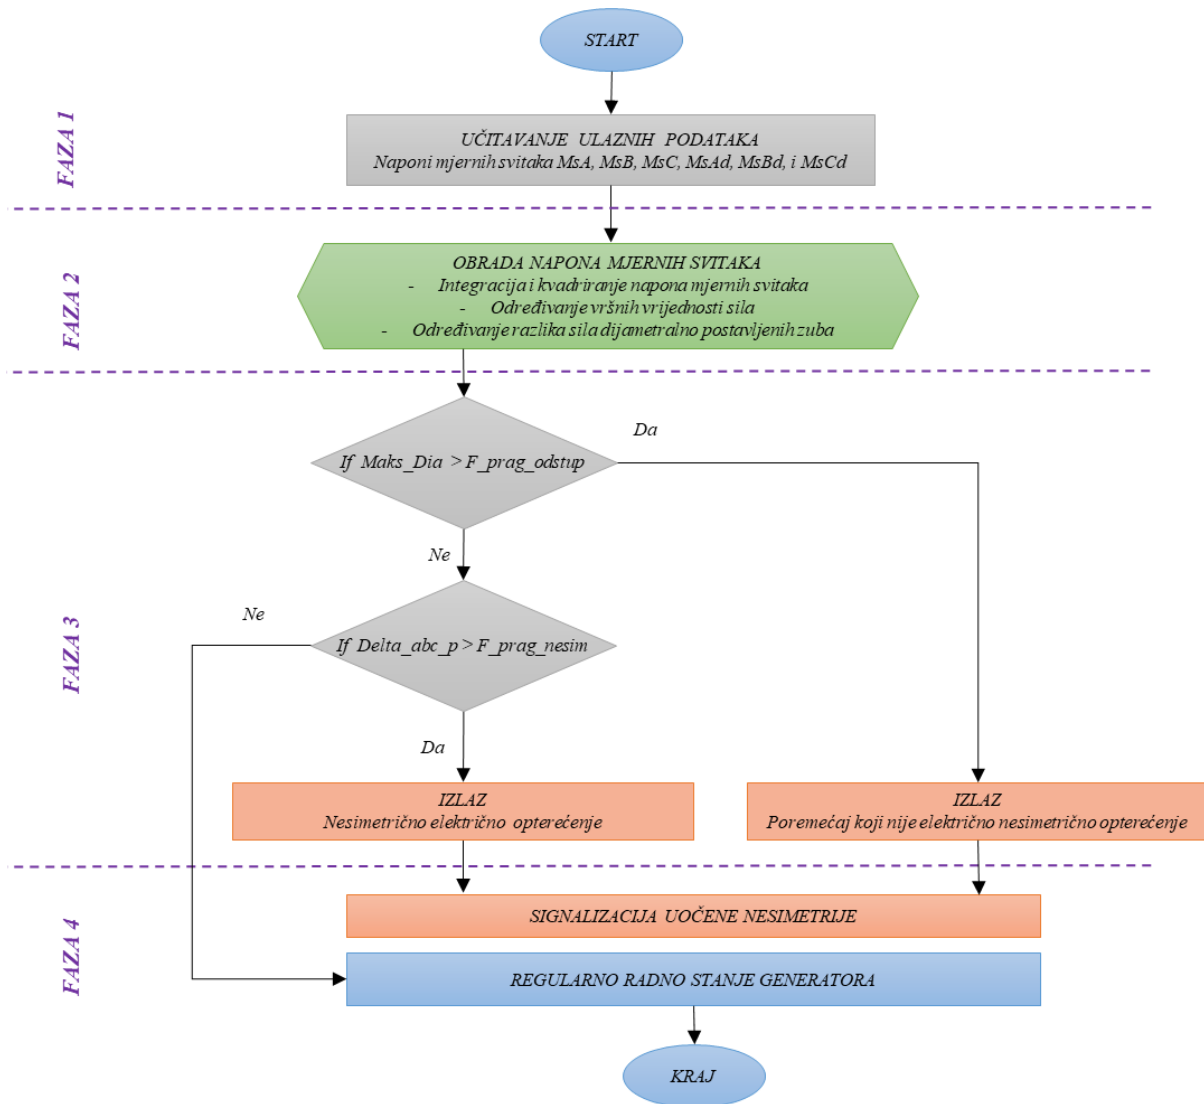 START
FAZA 1
UČITAVANJE ULAZNIH PODATAKA
Naponi mjernih svitaka MsA, MsB, MsC, MsAd, MsBd, i MsCd
FAZA 2
OBRADA NAPONA MJERNIH SVITAKA
- Integracija i kvadriranje napona mjernih svitaka
- Određivanje vršnih vrijednosti sila
- Određivanje razlika sila dijametralno postavljenih zuba
FAZA 3
If Maks_Dia > F_prag_odstup
Da
Ne
If Delta_abc_p > F_prag_nesim
Ne
Da
IZLAZ
Nesimetrično električno opterećenje
IZLAZ
Poremećaj koji nije električno nesimetrično opterećenje
FAZA 4
SIGNALIZACIJA UOČENE NESIMETRIJE
REGULARNO RADNO STANJE GENERATORA
KRAJ